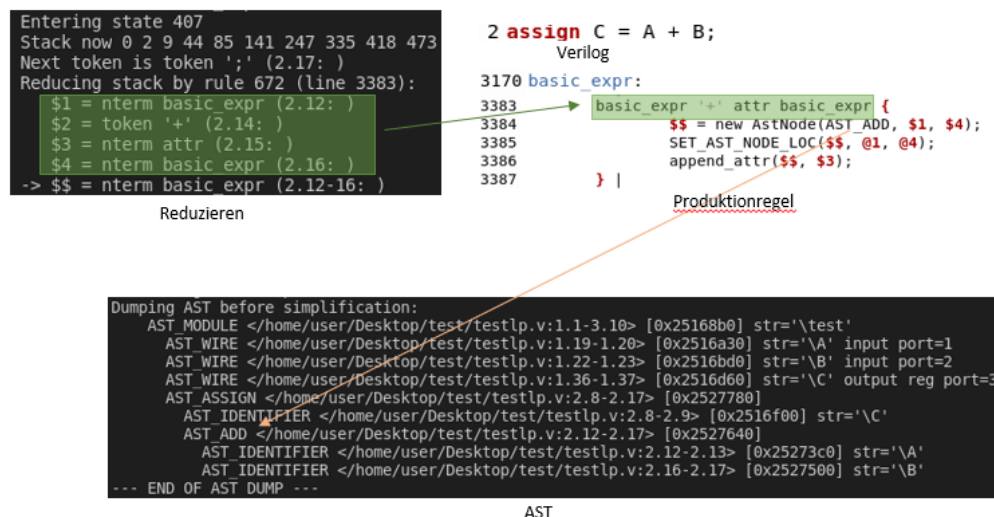 Entering state 407
Stack now 0 2 9 44 85 141 247 335 418 473
Next token is token ';' (2.17: )
Reducing stack by rule 672 (line 3383):
$1 = nterm basic_expr (2.12: )
$2 = token '+' (2.14: )
$3 = nterm attr (2.15: )
$4 = nterm basic_expr (2.16: )
-> $$ = nterm basic_expr (2.12-16: )
Reduzieren
2 assign C = A + B;
Verilog
3170 basic_expr:
3383 basic_expr '+' attr basic_expr {
3384 $$ = new AstNode(AST_ADD, $1, $4);
3385 SET_AST_NODE_LOC($$, @1, @4);
3386 append_attr($$, $3);
3387 } |
Produktionregel
Dumping AST before simplification:
AST_MODULE </home/user/Desktop/test/testlp.v:1.1-3.10> [0x25168b0] str='\test'
AST_WIRE </home/user/Desktop/test/testlp.v:1.19-1.20> [0x2516a30] str='\A' input port=1
AST_WIRE </home/user/Desktop/test/testlp.v:1.22-1.23> [0x2516bd0] str='\B' input port=2
AST_WIRE </home/user/Desktop/test/testlp.v:1.36-1.37> [0x2516d60] str='\C' output reg port=3
AST_ASSIGN </home/user/Desktop/test/testlp.v:2.8-2.17> [0x2527780]
AST_IDENTIFIER </home/user/Desktop/test/testlp.v:2.8-2.9> [0x2516f00] str='\C'
AST_ADD </home/user/Desktop/test/testlp.v:2.12-2.17> [0x2527640]
AST_IDENTIFIER </home/user/Desktop/test/testlp.v:2.12-2.13> [0x25273c0] str='\A'
AST_IDENTIFIER </home/user/Desktop/test/testlp.v:2.16-2.17> [0x2527500] str='\B'
--- END OF AST DUMP ---
AST